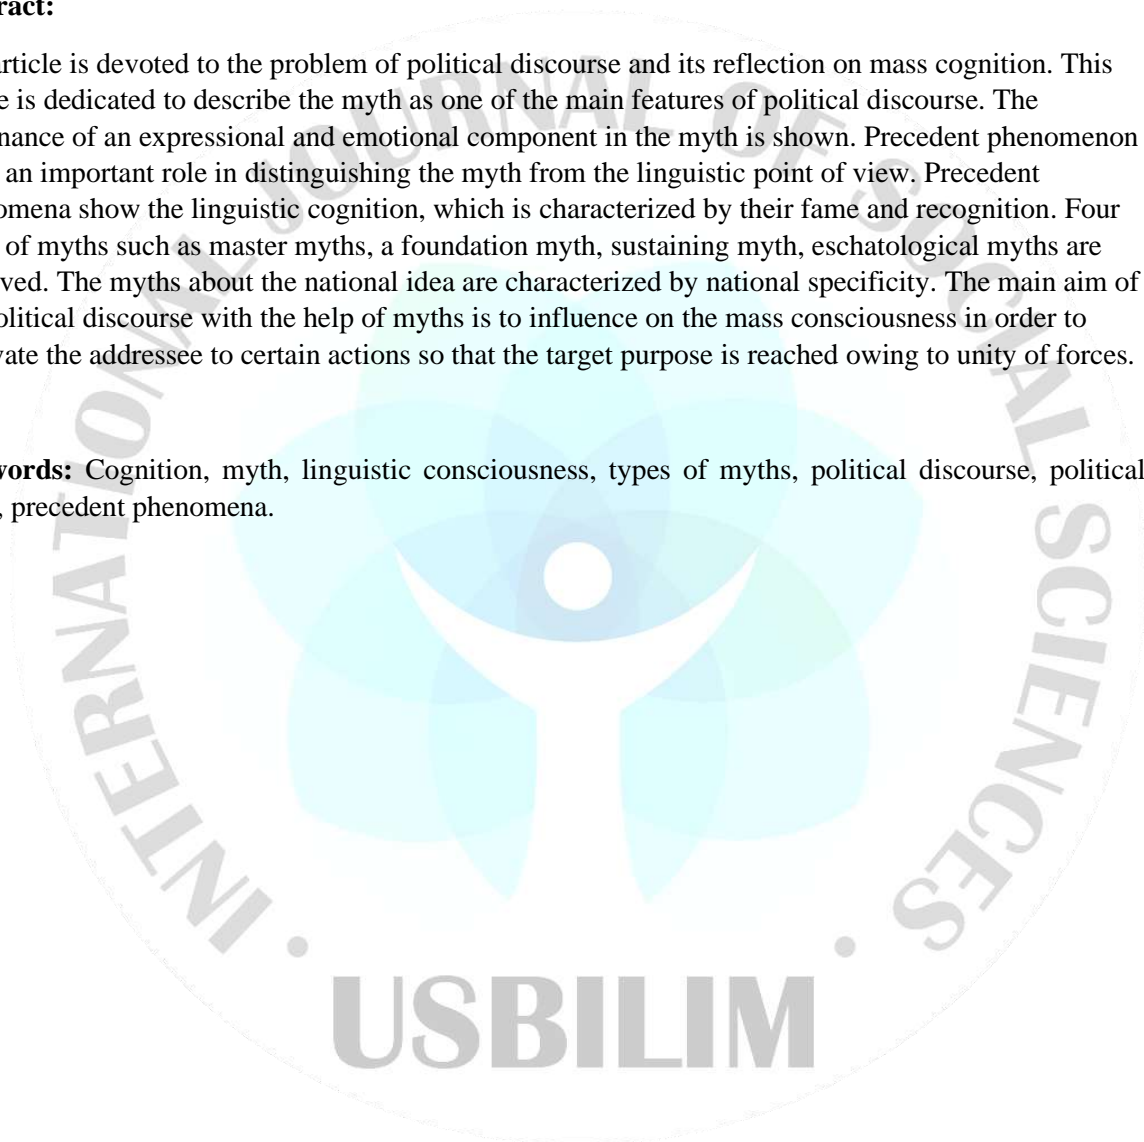 ract:
article is devoted to the problem of political discourse and its reflection on mass cognition. This
e is dedicated to describe the myth as one of the main features of political discourse. The
nance of an expressional and emotional component in the myth is shown. Precedent phenomenon
an important role in distinguishing the myth from the linguistic point of view. Precedent
omena show the linguistic cognition, which is characterized by their fame and recognition. Four
of myths such as master myths, a foundation myth, sustaining myth, eschatological myths are
ved. The myths about the national idea are characterized by national specificity. The main aim of
olitical discourse with the help of myths is to influence on the mass consciousness in order to
vate the addressee to certain actions so that the target purpose is reached owing to unity of forces.
words: Cognition, myth, linguistic consciousness, types of myths, political discourse, political
, precedent phenomena.
INTERNATIONAL JOURNAL OF SOCIAL SCIENCES
• USBILIM •